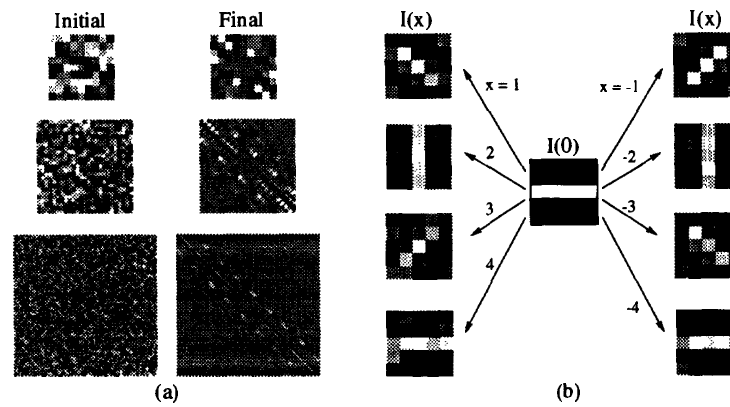 Initial
Final
I(x)
I(x)
x = 1
x = -1
I(0)
2
-2
3
-3
4
-4
(a)
(b)